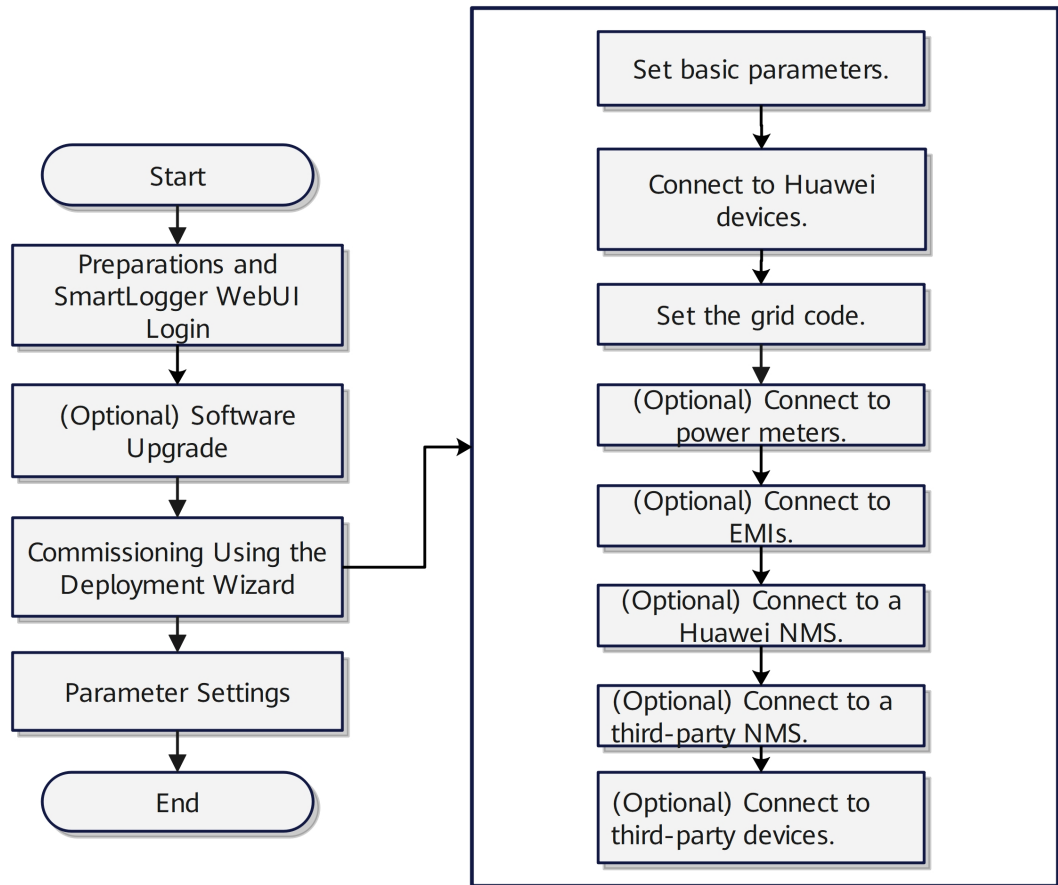 Start
Preparations and
SmartLogger WebUI
Login
(Optional) Software
Upgrade
Commissioning Using the
Deployment Wizard
Parameter Settings
End
Set basic parameters.
Connect to Huawei
devices.
Set the grid code.
(Optional) Connect to
power meters.
(Optional) Connect to
EMIs.
(Optional) Connect to a
Huawei NMS.
(Optional) Connect to a
third-party NMS.
(Optional) Connect to
third-party devices.